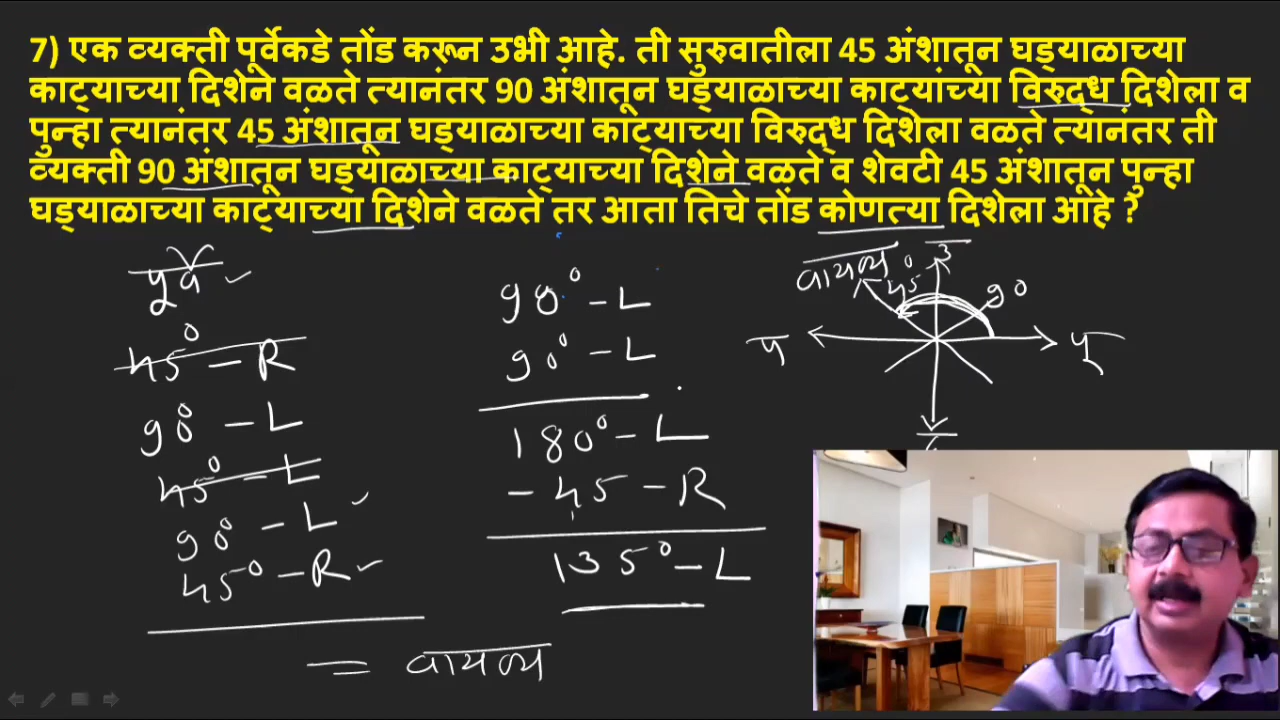 7) एक व्यक्ती पूर्वेकडे तोंड करून उभी आहे. ती सुरुवातीला 45 अंशातून घड्याळाच्या
काट्याच्या दिशेने वळते त्यानंतर 90 अंशातून घड्याळाच्या काट्यांच्या विरुद्ध दिशेला व
पुन्हा त्यानंतर 45 अंशातून घड्याळाच्या काट्याच्या विरुद्ध दिशेला वळते त्यानंतर ती
व्यक्ती 90 अंशातून घड्याळाच्या काट्याच्या दिशेने वळते व शेवटी 45 अंशातून पुन्हा
घड्याळाच्या काट्याच्या दिशेने वळते तर आता तिचे तोंड कोणत्या दिशेला आहे ?
पूर्व
45° - R
90° - L
45° - L
90° - L
45° - R
= वायव्य
90° - L
90° - L
180° - L
- 45 - R
135° - L
वायव्य
45°
उ
90
प
पू